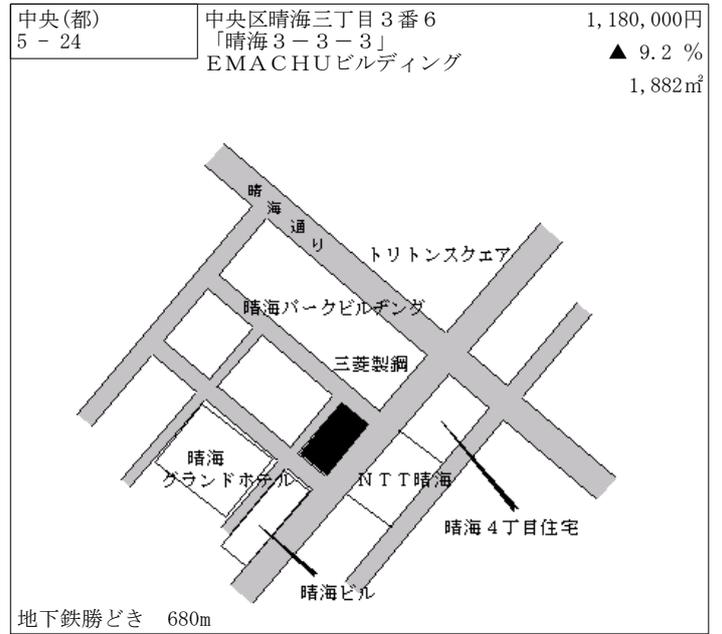 中央(都)
5 - 24
中央区晴海三丁目３番６
「晴海３－３－３」
ＥＭＡＣＨＵビルディング
1,180,000円
▲ 9.2 %
1,882㎡
晴海通り
トリトンスクェア
晴海パークビルヂング
三菱製鋼
晴海
グランドホテル
ＮＴＴ晴海
晴海４丁目住宅
晴海ビル
地下鉄勝どき　680m